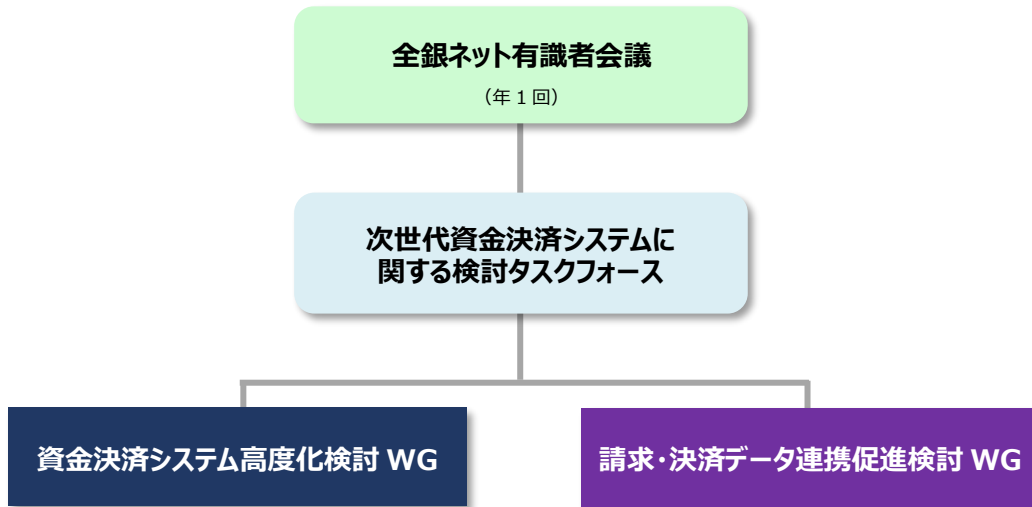 全銀ネット有識者会議
（年 1 回）
次世代資金決済システムに
関する検討タスクフォース
資金決済システム高度化検討 WG
請求・決済データ連携促進検討 WG